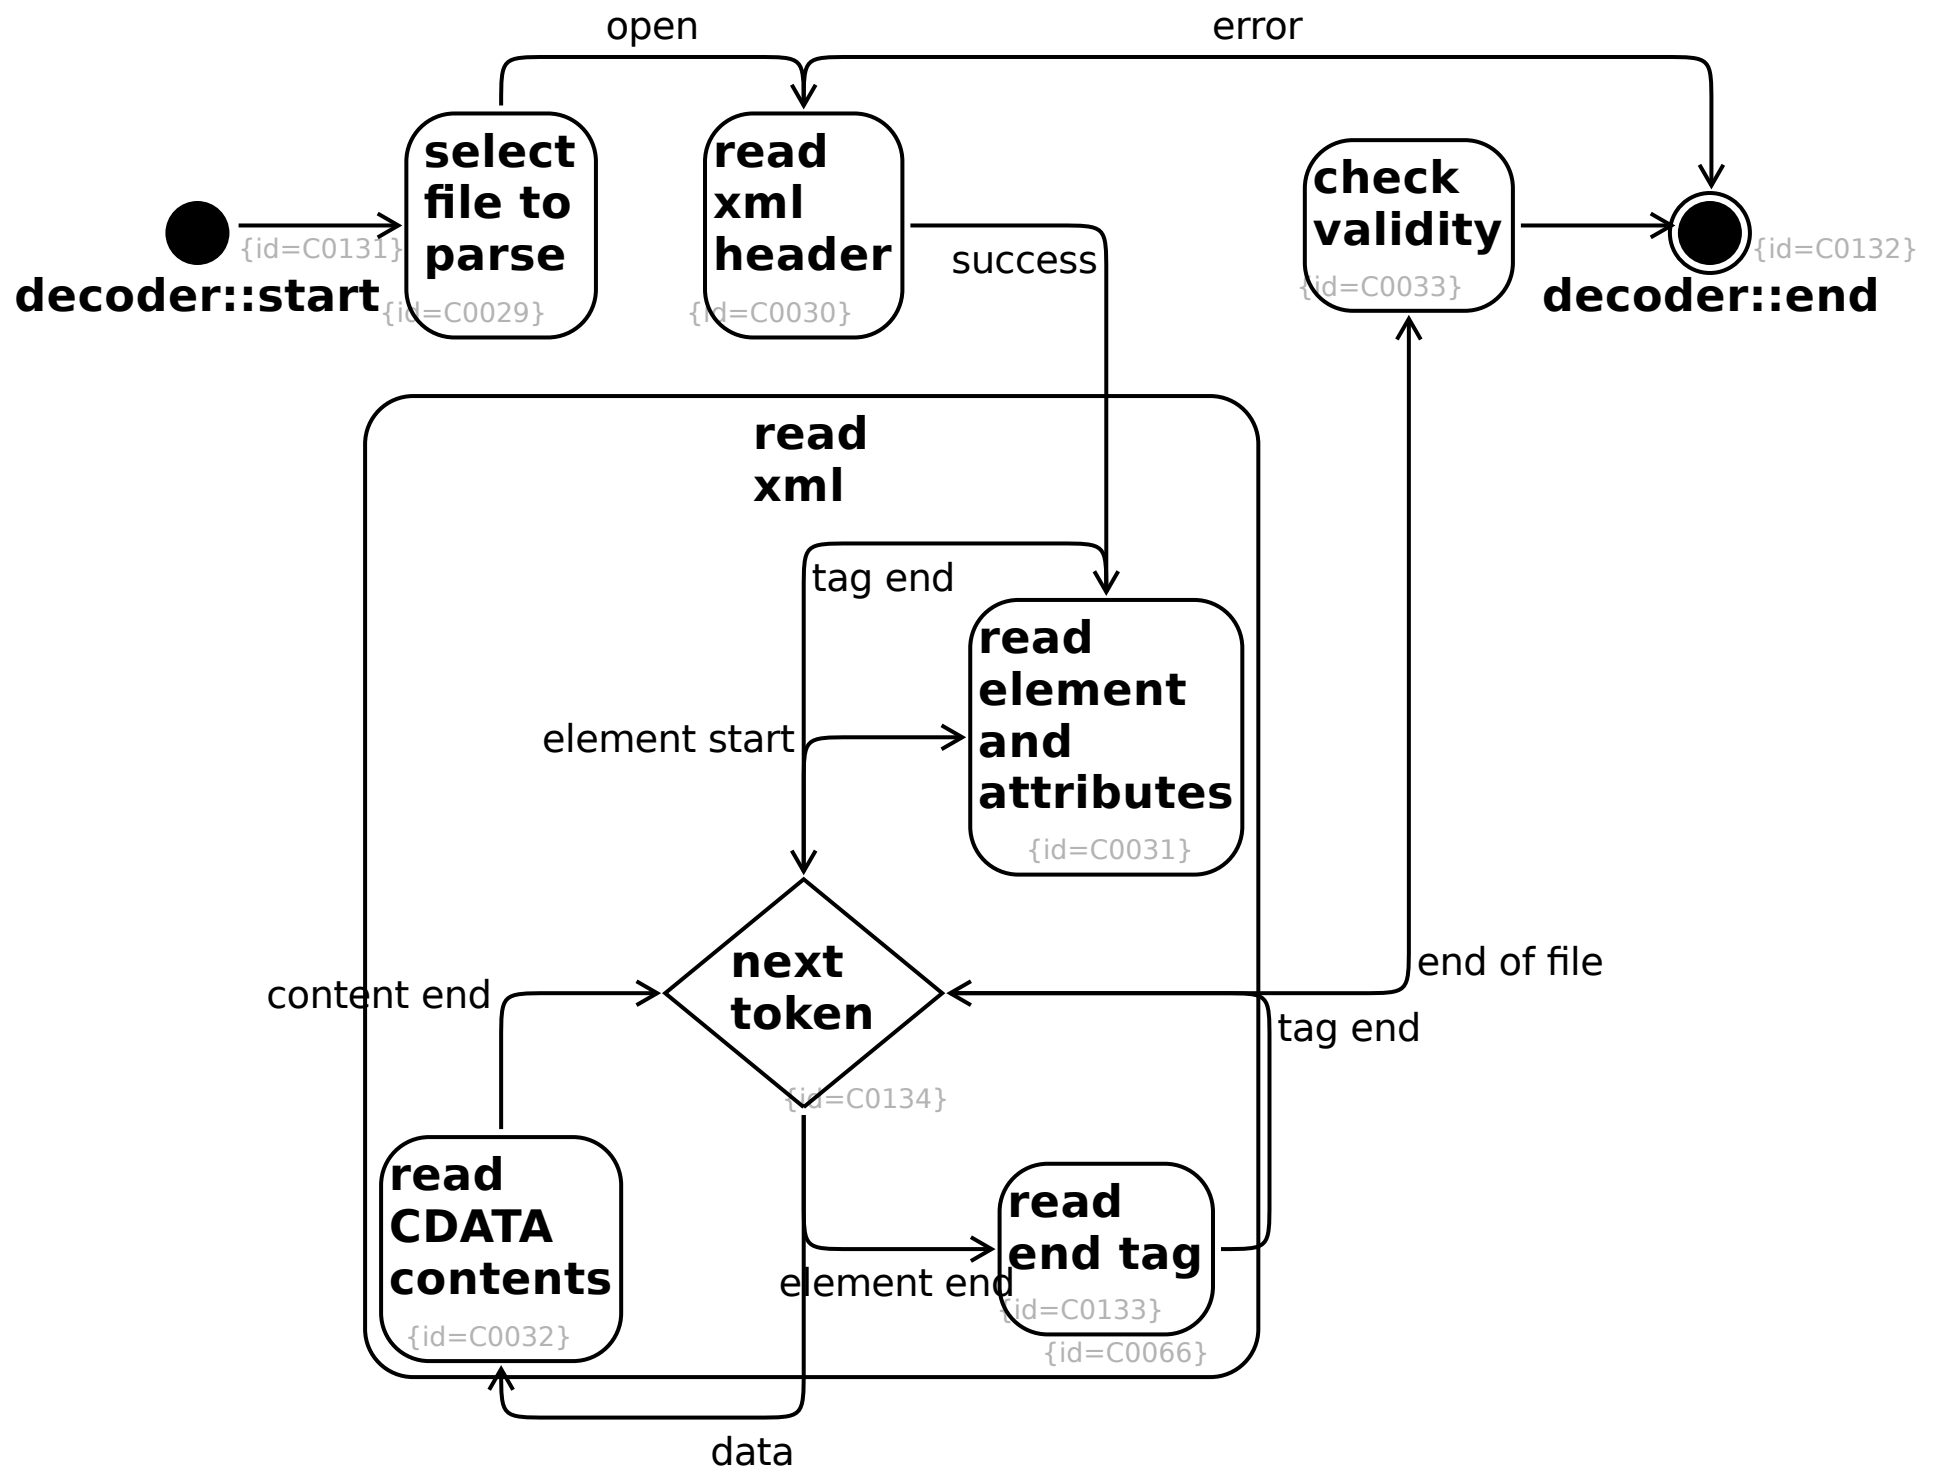 open
error
select
file to
parse
read
xml
header
check
validity
{id=C0131}
{id=C0132}
success
decoder::start
decoder::end
{id=C0029}
{id=C0030}
{id=C0033}
read
xml
tag end
read
element
and
attributes
element start
{id=C0031}
next
token
end of file
content end
tag end
{id=C0134}
read
CDATA
contents
read
end tag
element end
{id=C0133}
{id=C0032}
{id=C0066}
data